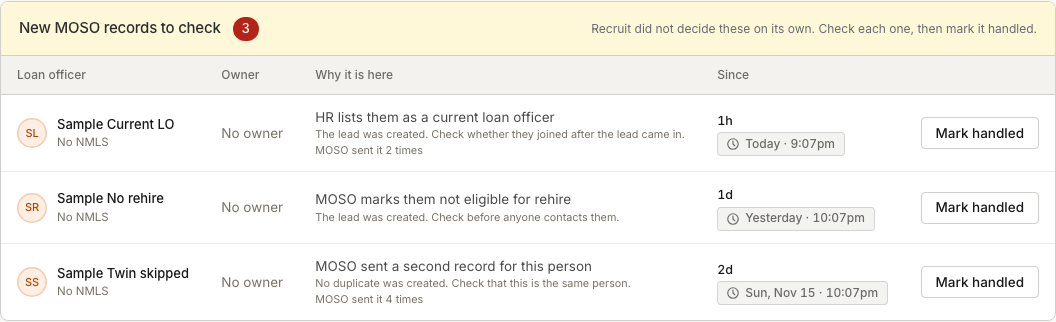 New MOSO records to check 3
Recruit did not decide these on its own. Check each one, then mark it handled.
Loan officer Owner Why it is here Since
SL
Sample Current LO
No NMLS
No owner
HR lists them as a current loan officer
The lead was created. Check whether they joined after the lead came in.
MOSO sent it 2 times
1h
Today · 9:07pm
Mark handled
SR
Sample No rehire
No NMLS
No owner
MOSO marks them not eligible for rehire
The lead was created. Check before anyone contacts them.
1d
Yesterday · 10:07pm
Mark handled
SS
Sample Twin skipped
No NMLS
No owner
MOSO sent a second record for this person
No duplicate was created. Check that this is the same person.
MOSO sent it 4 times
2d
Sun, Nov 15 · 10:07pm
Mark handled